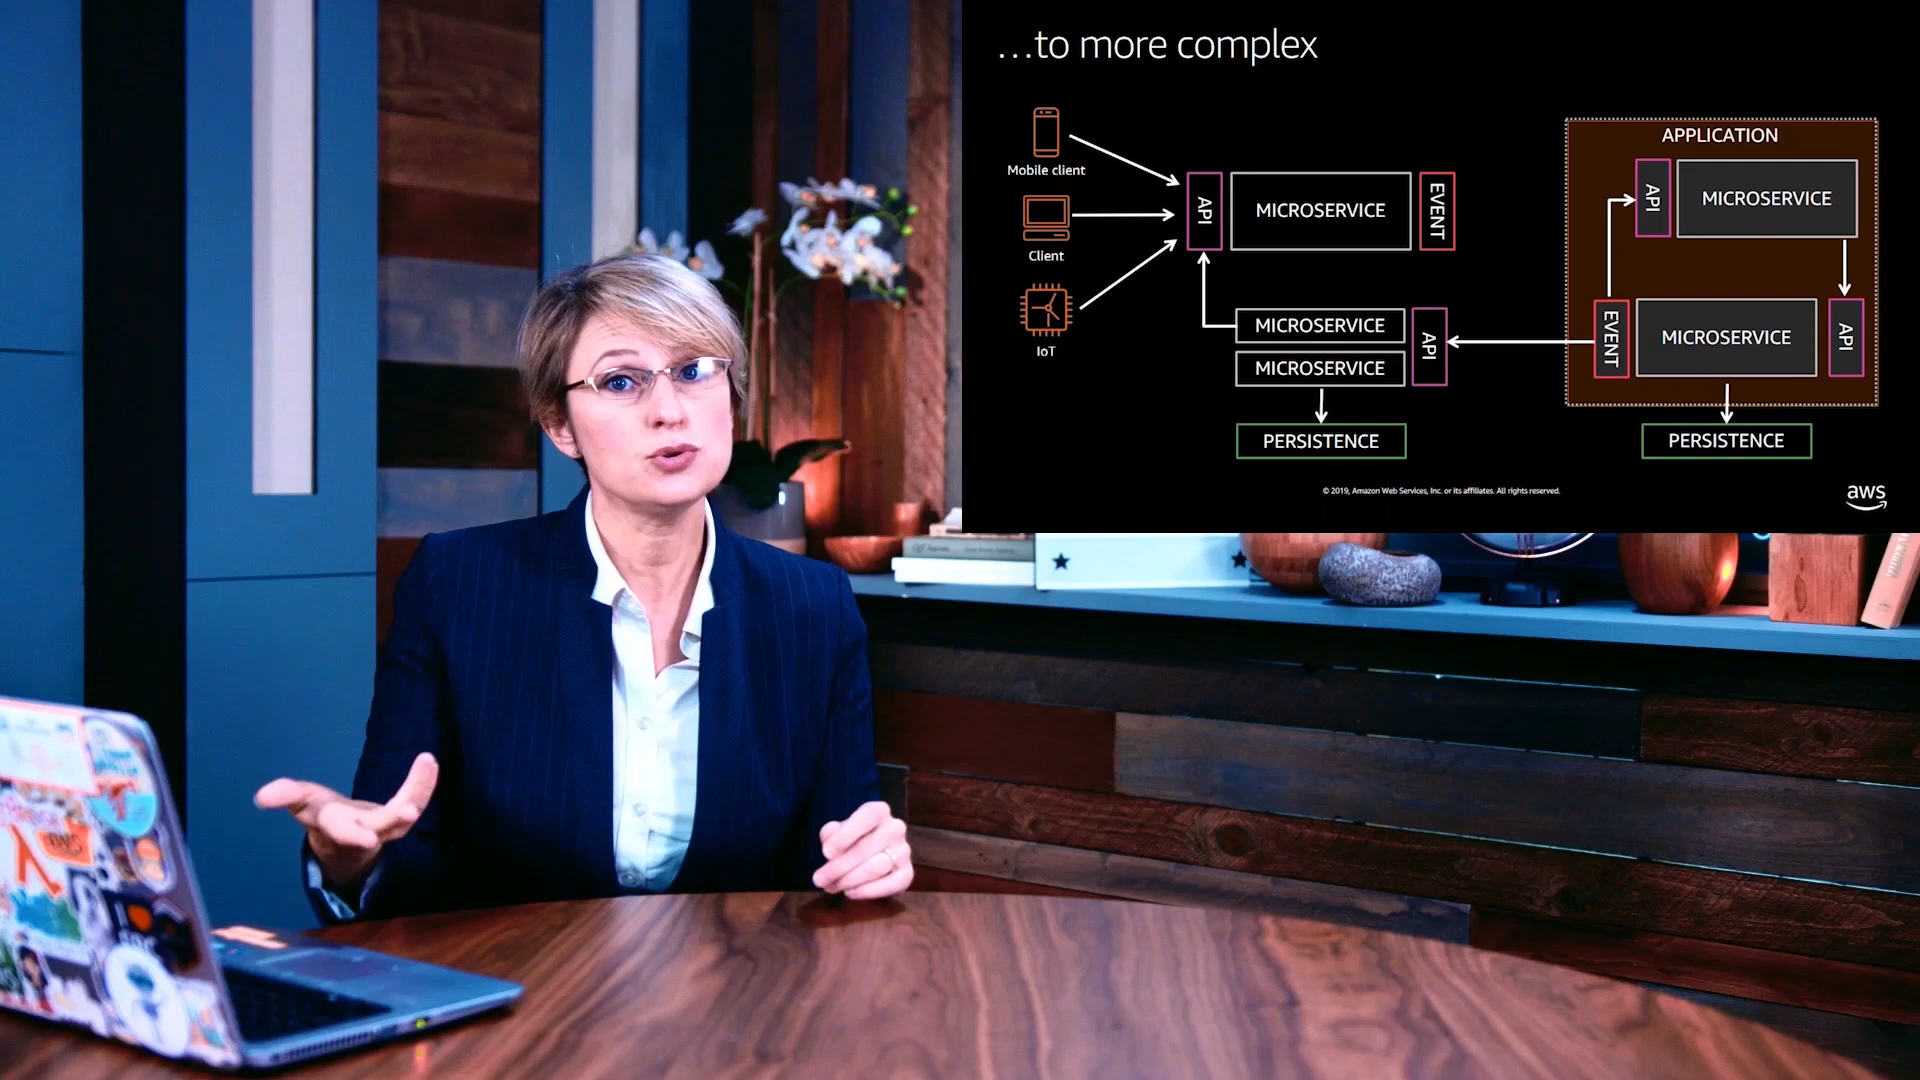 ...to more complex
APPLICATION
Mobile client
API
MICROSERVICE
EVENT
API
MICROSERVICE
Client
IoT
MICROSERVICE
MICROSERVICE
API
EVENT
MICROSERVICE
API
PERSISTENCE
PERSISTENCE
© 2019, Amazon Web Services, Inc. or its affiliates. All rights reserved.
aws